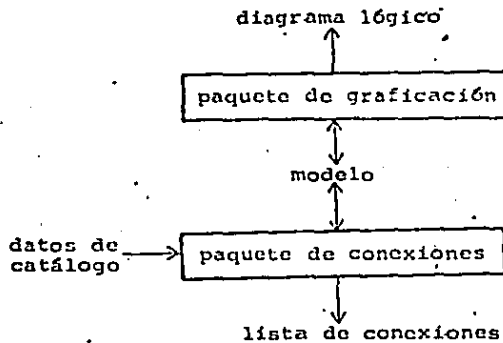 diagrama lógico
paquete de graficación
modelo
datos de
catálogo
paquete de conexiones
lista de conexiones